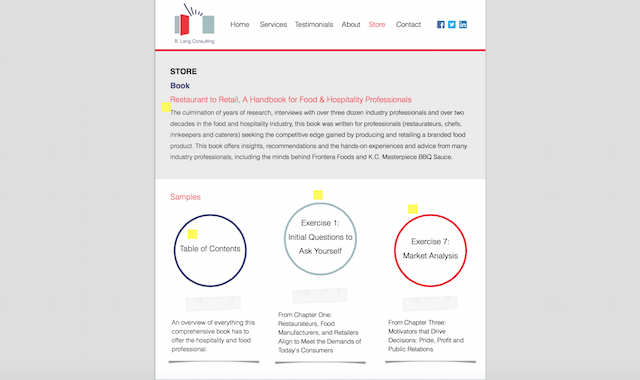 B. Lang Consulting
Home Services Testimonials About Store Contact
STORE
Book
Restaurant to Retail, A Handbook for Food & Hospitality Professionals
The culmination of years of research, interviews with over three dozen industry professionals and over two
decades in the food and hospitality industry, this book was written for professionals (restaurateurs, chefs,
innkeepers and caterers) seeking the competitive edge gained by producing and retailing a branded food
product. This book offers insights, recommendations and the hands-on experiences and advice from many
industry professionals, including the minds behind Frontera Foods and K.C. Masterpiece BBQ Sauce.
Samples
Table of Contents
An overview of everything this
comprehensive book has to
offer the hospitality and food
professional.
Exercise 1:
Initial Questions to
Ask Yourself
From Chapter One:
Restaurateurs, Food
Manufacturers, and Retailers
Align to Meet the Demands of
Today's Consumers
Exercise 7:
Market Analysis
From Chapter Three:
Motivators that Drive
Decisions: Pride, Profit and
Public Relations